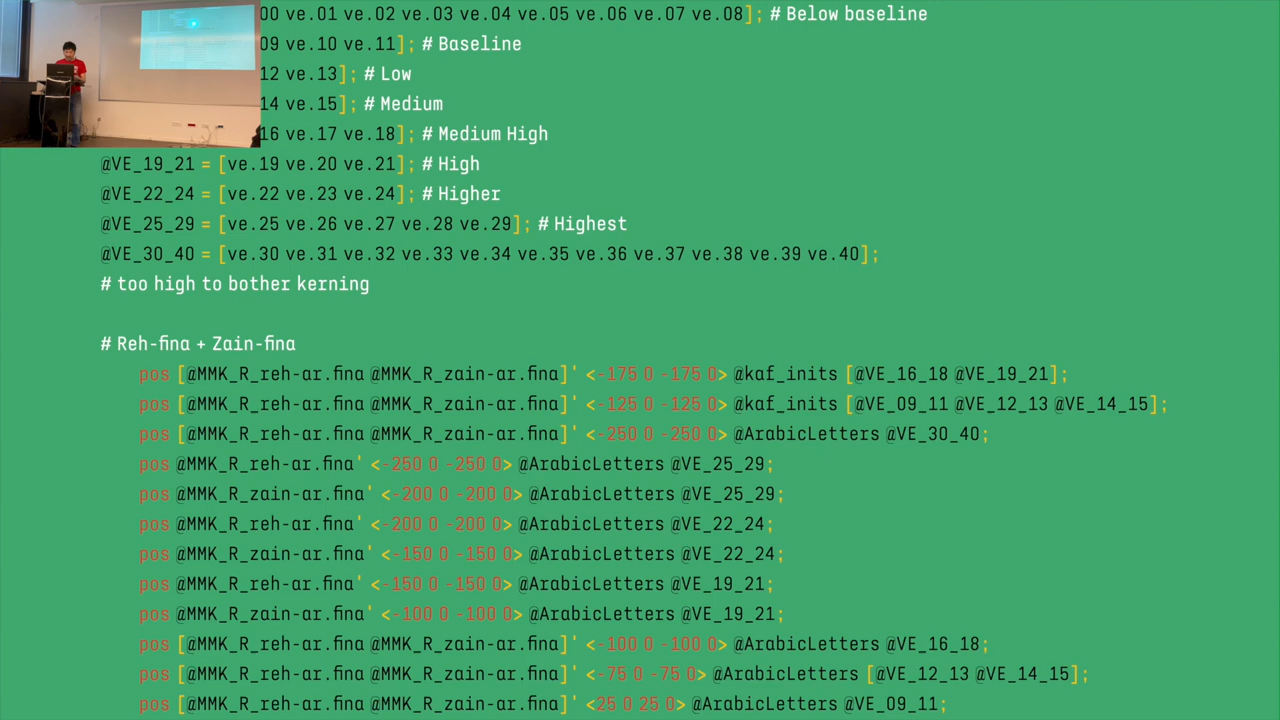 00 ve.01 ve.02 ve.03 ve.04 ve.05 ve.06 ve.07 ve.08]; # Below baseline
09 ve.10 ve.11]; # Baseline
12 ve.13]; # Low
14 ve.15]; # Medium
16 ve.17 ve.18]; # Medium High
@VE_19_21 = [ve.19 ve.20 ve.21]; # High
@VE_22_24 = [ve.22 ve.23 ve.24]; # Higher
@VE_25_29 = [ve.25 ve.26 ve.27 ve.28 ve.29]; # Highest
@VE_30_40 = [ve.30 ve.31 ve.32 ve.33 ve.34 ve.35 ve.36 ve.37 ve.38 ve.39 ve.40];
# too high to bother kerning
# Reh-fina + Zain-fina
pos [@MMK_R_reh-ar.fina @MMK_R_zain-ar.fina]' <-175 0 -175 0> @kaf_inits [@VE_16_18 @VE_19_21];
pos [@MMK_R_reh-ar.fina @MMK_R_zain-ar.fina]' <-125 0 -125 0> @kaf_inits [@VE_09_11 @VE_12_13 @VE_14_15];
pos [@MMK_R_reh-ar.fina @MMK_R_zain-ar.fina]' <-250 0 -250 0> @ArabicLetters @VE_30_40;
pos @MMK_R_reh-ar.fina' <-250 0 -250 0> @ArabicLetters @VE_25_29;
pos @MMK_R_zain-ar.fina' <-200 0 -200 0> @ArabicLetters @VE_25_29;
pos @MMK_R_reh-ar.fina' <-200 0 -200 0> @ArabicLetters @VE_22_24;
pos @MMK_R_zain-ar.fina' <-150 0 -150 0> @ArabicLetters @VE_22_24;
pos @MMK_R_reh-ar.fina' <-150 0 -150 0> @ArabicLetters @VE_19_21;
pos @MMK_R_zain-ar.fina' <-100 0 -100 0> @ArabicLetters @VE_19_21;
pos [@MMK_R_reh-ar.fina @MMK_R_zain-ar.fina]' <-100 0 -100 0> @ArabicLetters @VE_16_18;
pos [@MMK_R_reh-ar.fina @MMK_R_zain-ar.fina]' <-75 0 -75 0> @ArabicLetters [@VE_12_13 @VE_14_15];
pos [@MMK_R_reh-ar.fina @MMK_R_zain-ar.fina]' <25 0 25 0> @ArabicLetters @VE_09_11;